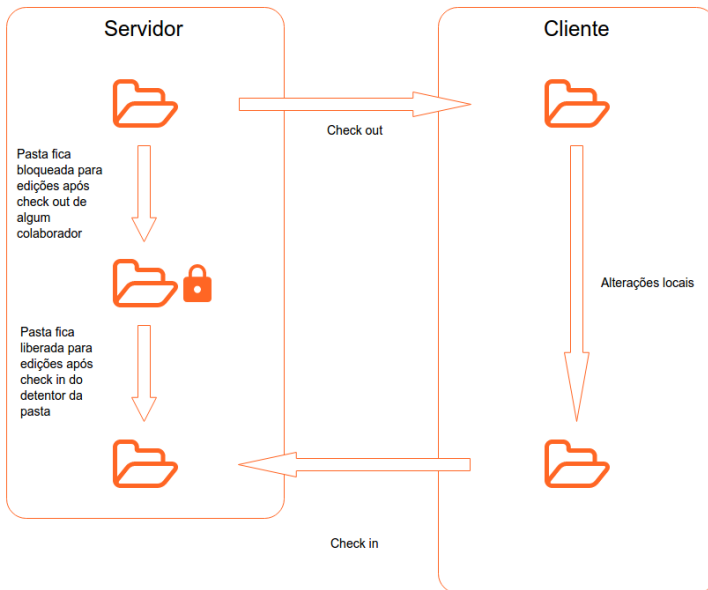 Servidor
Cliente
Check out
Pasta fica
bloqueada para
edições após
check out de
algum
colaborador
Alterações locais
Pasta fica
liberada para
edições após
check in do
detentor da
pasta
Check in